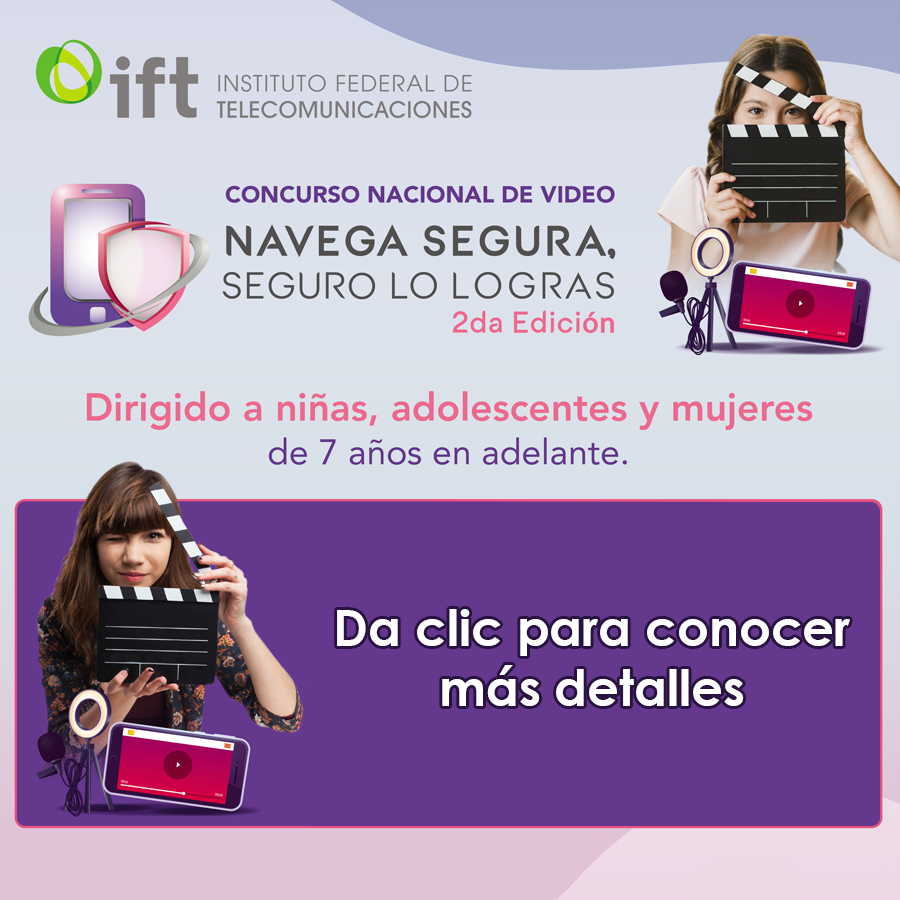 ift INSTITUTO FEDERAL DE
TELECOMUNICACIONES
CONCURSO NACIONAL DE VIDEO
NAVEGA SEGURA,
SEGURO LO LOGRAS
2da Edición
Dirigido a niñas, adolescentes y mujeres
de 7 años en adelante.
Da clic para conocer
más detalles